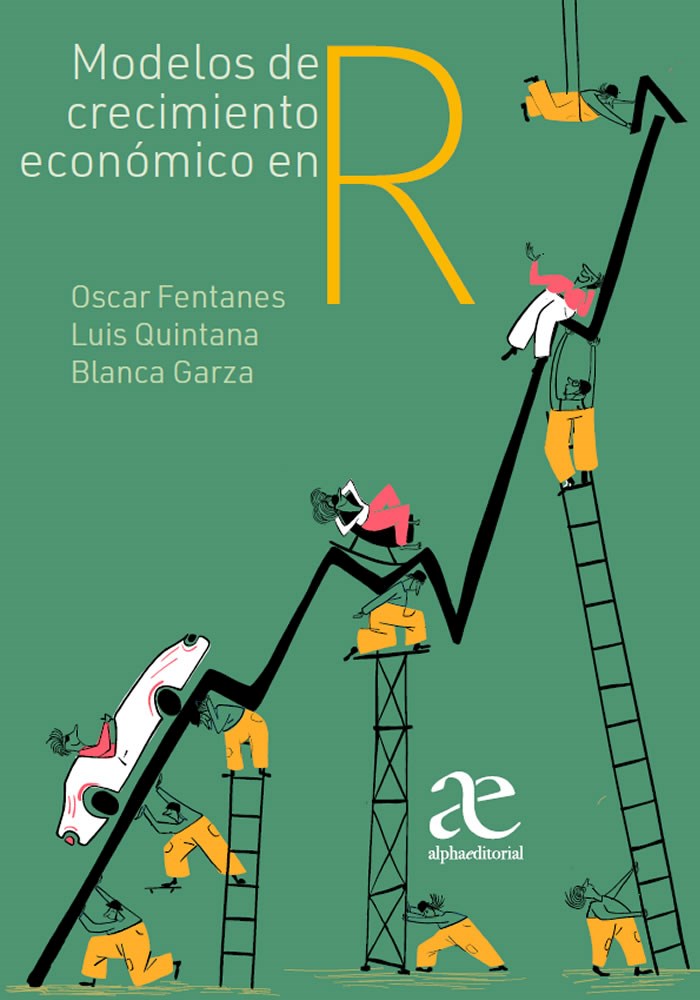 Modelos de
crecimiento
económico en
R
Oscar Fentanes
Luis Quintana
Blanca Garza
æ
alphaeditorial